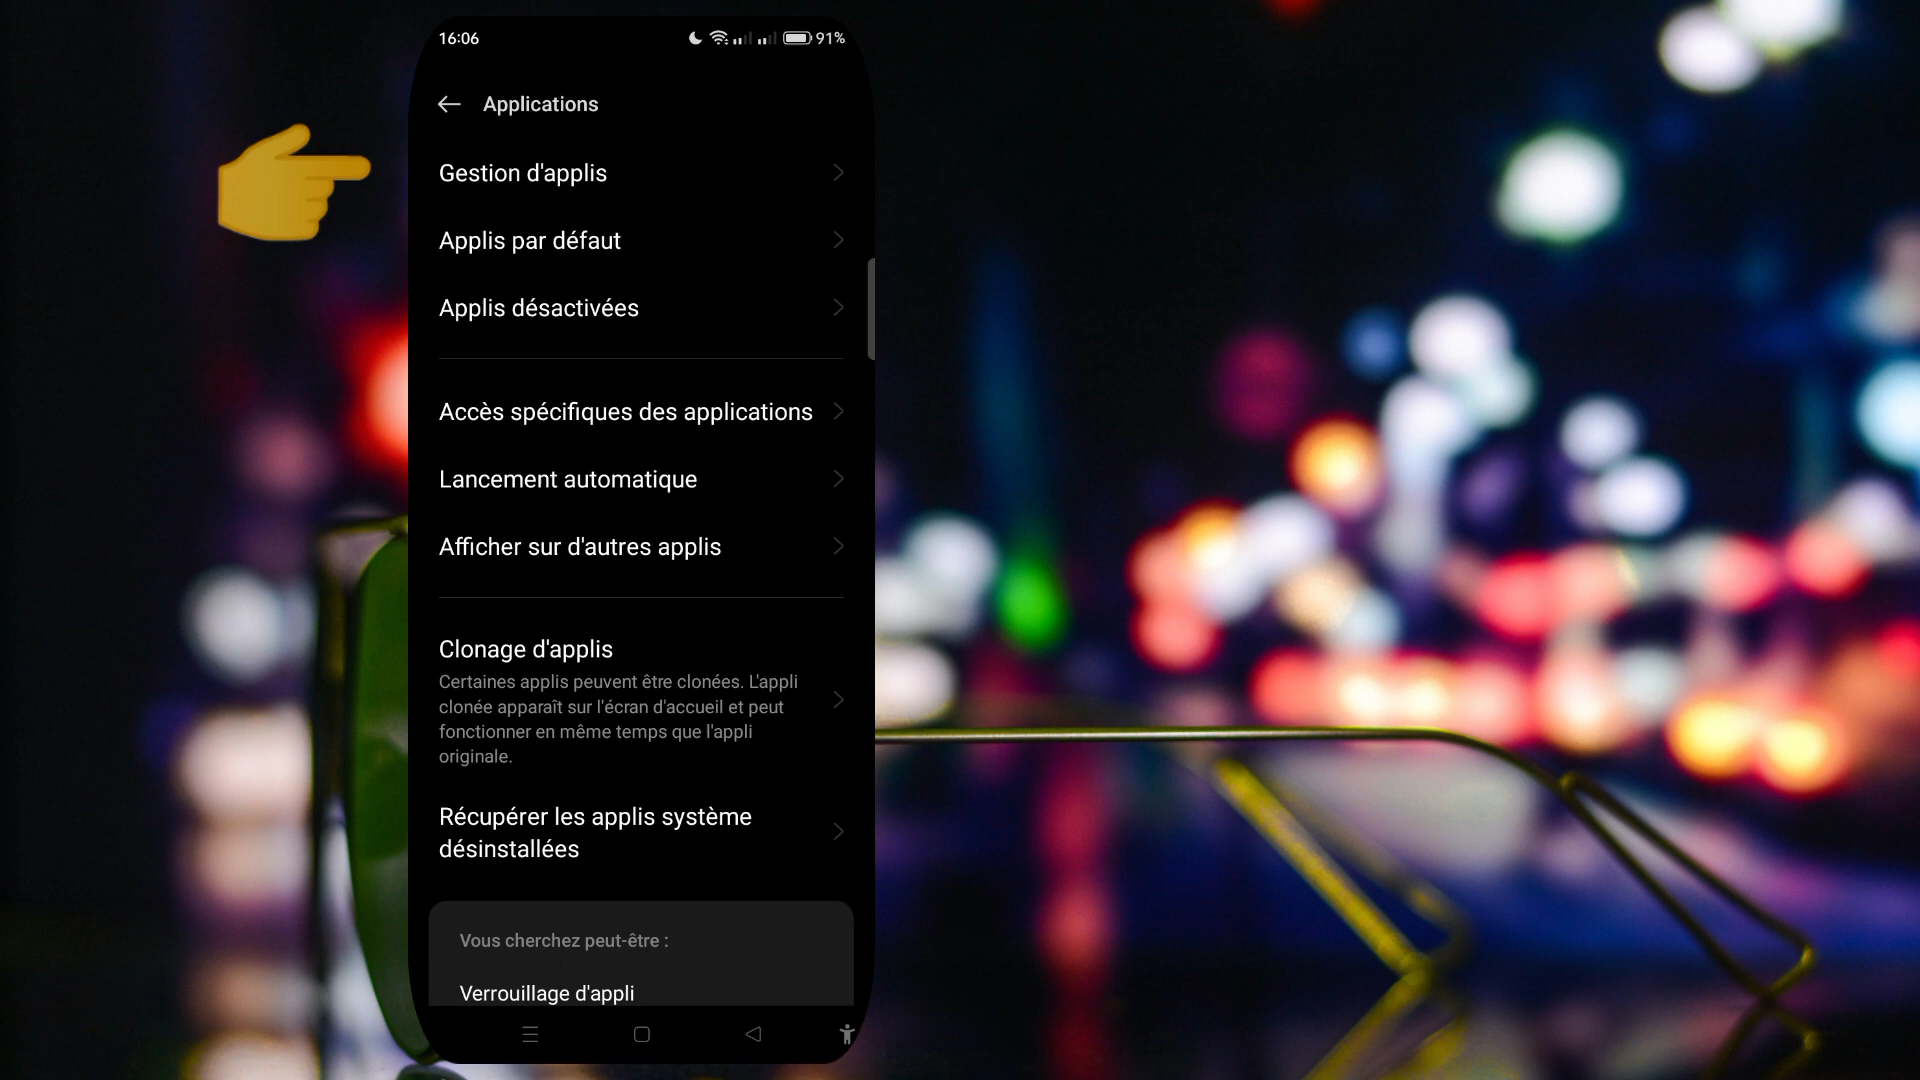 16:06
91%
Applications
Gestion d'applis
Applis par défaut
Applis désactivées
Accès spécifiques des applications
Lancement automatique
Afficher sur d'autres applis
Clonage d'applis
Certaines applis peuvent être clonées. L'appli
clonée apparaît sur l'écran d'accueil et peut
fonctionner en même temps que l'appli
originale.
Récupérer les applis système
désinstallées
Vous cherchez peut-être :
Verrouillage d'appli